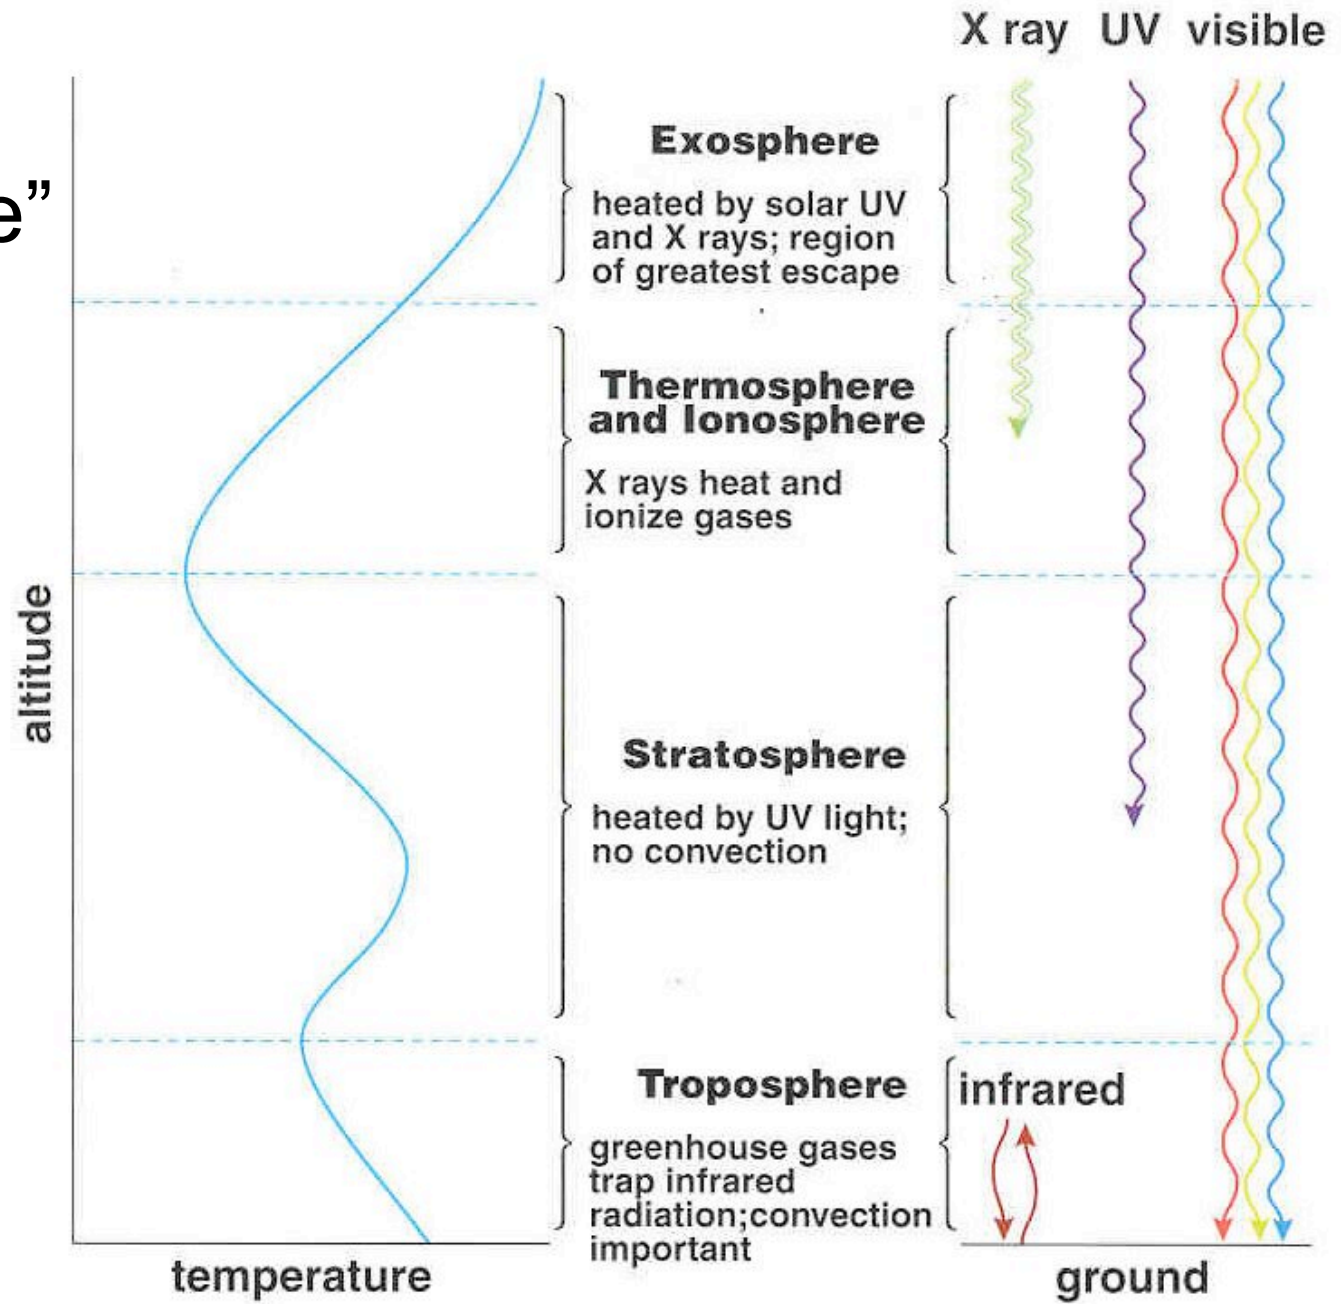 X ray UV visible
e”
Exosphere
heated by solar UV
and X rays; region
of greatest escape
Thermosphere
and Ionosphere
X rays heat and
ionize gases
altitude
Stratosphere
heated by UV light;
no convection
Troposphere
greenhouse gases
trap infrared
radiation;convection
important
infrared
temperature
ground